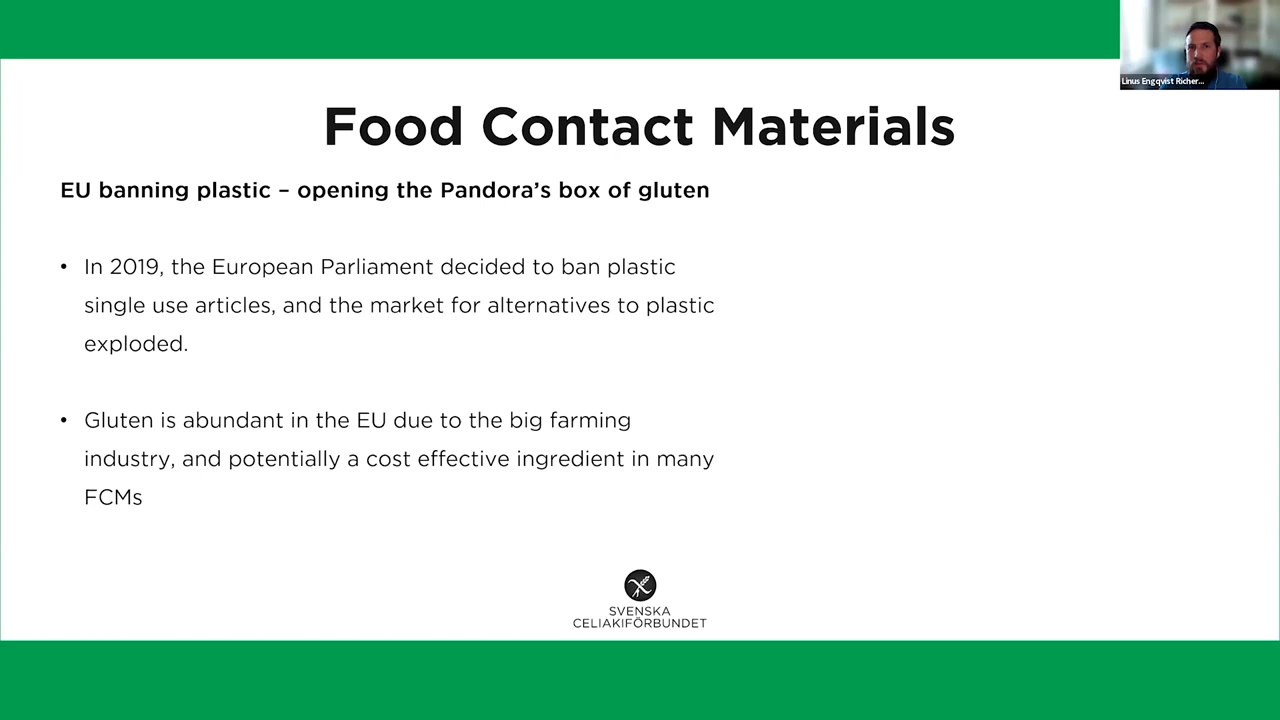 Linus Engqvist Richer...
Food Contact Materials
EU banning plastic – opening the Pandora’s box of gluten
• In 2019, the European Parliament decided to ban plastic
single use articles, and the market for alternatives to plastic
exploded.
• Gluten is abundant in the EU due to the big farming
industry, and potentially a cost effective ingredient in many
FCMs
SVENSKA
CELIAKIFÖRBUNDET